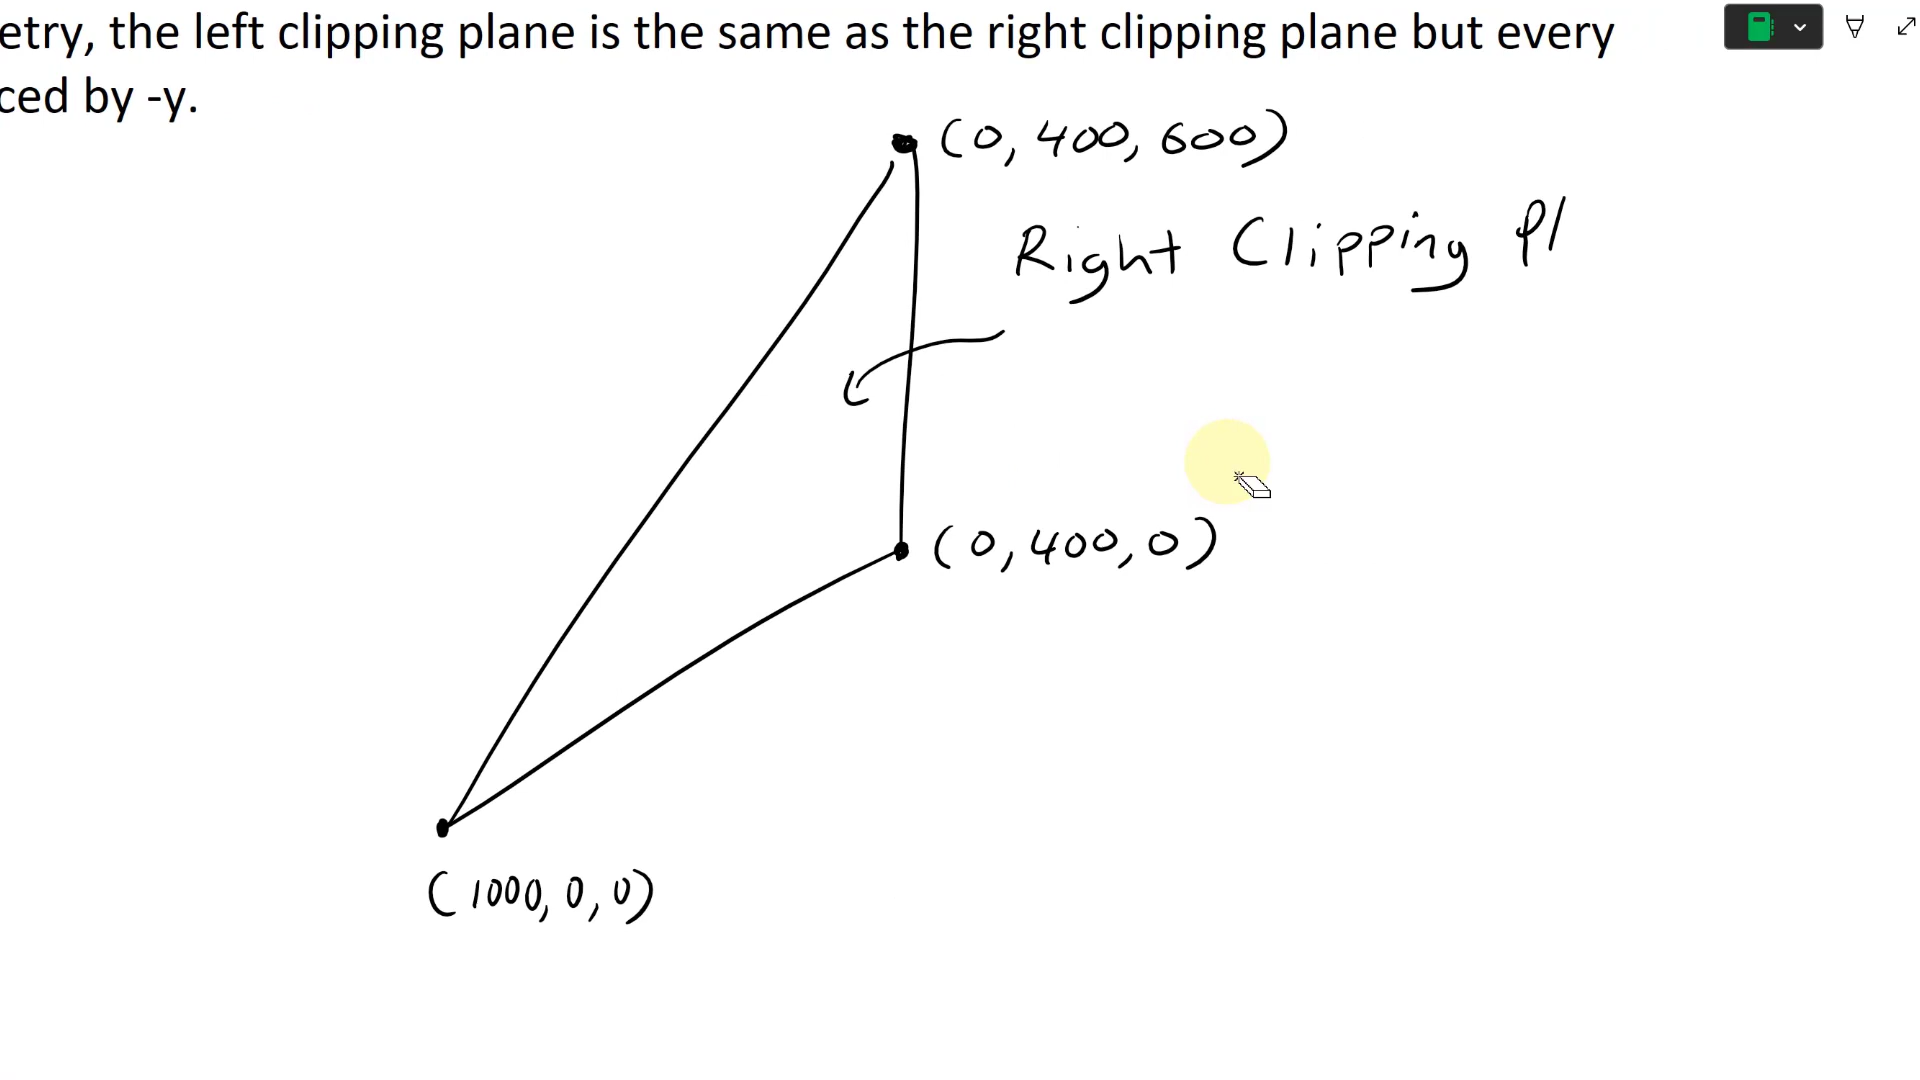 etry, the left clipping plane is the same as the right clipping plane but every
ced by -y.
(0, 400, 600)
Right Clipping Pl
(0, 400, 0)
(1000, 0, 0)